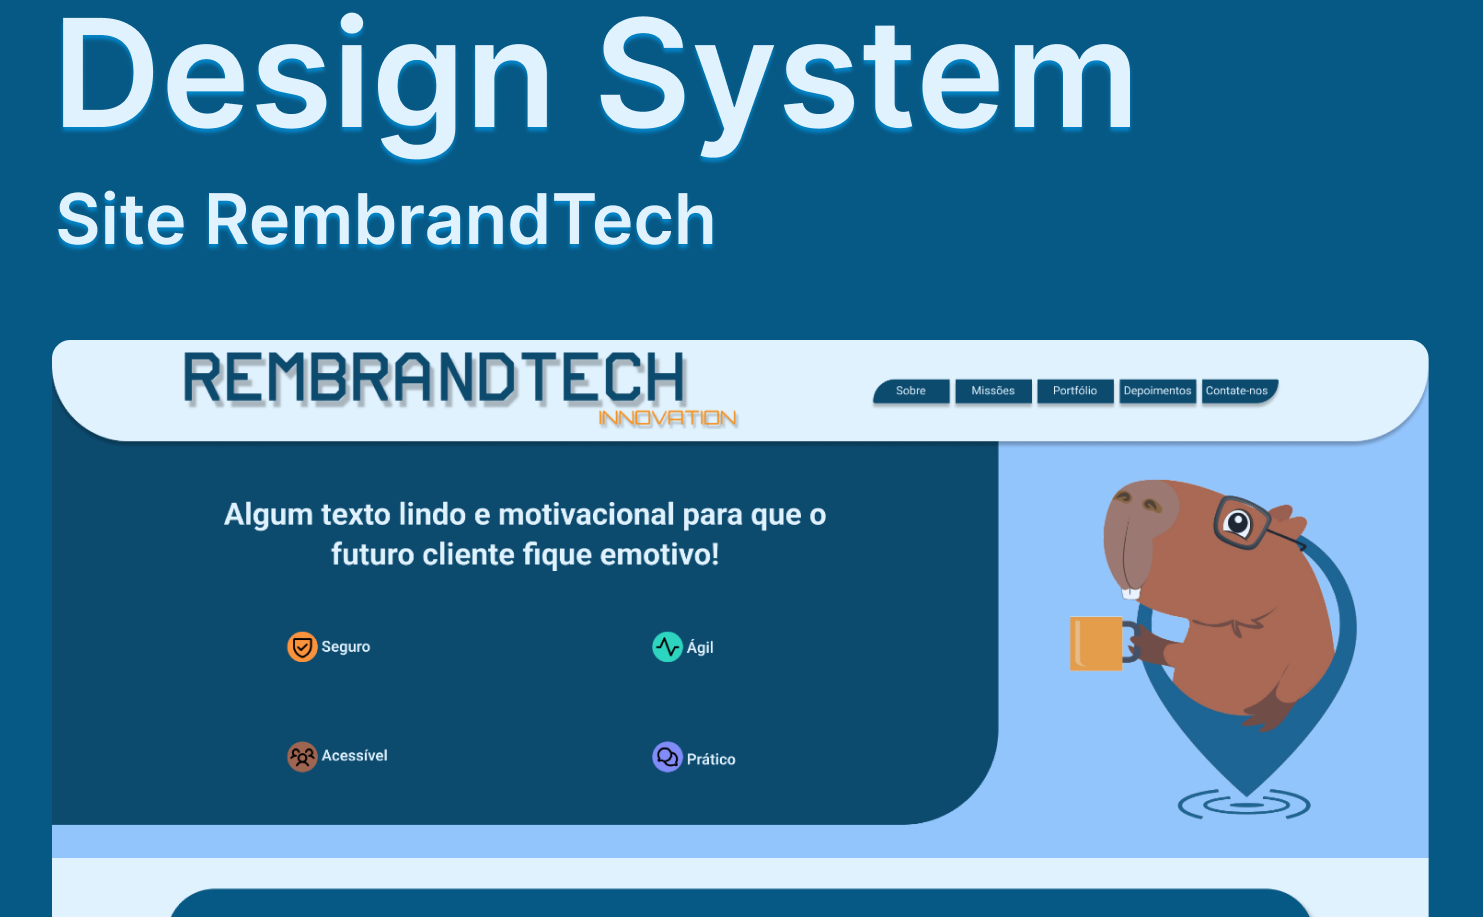 Design System
Site RembrandTech
REMBRANDTECH
INNOVATION
Sobre Missões Portfólio Depoimentos Contate-nos
Algum texto lindo e motivacional para que o
futuro cliente fique emotivo!
Seguro Ágil
Acessível Prático